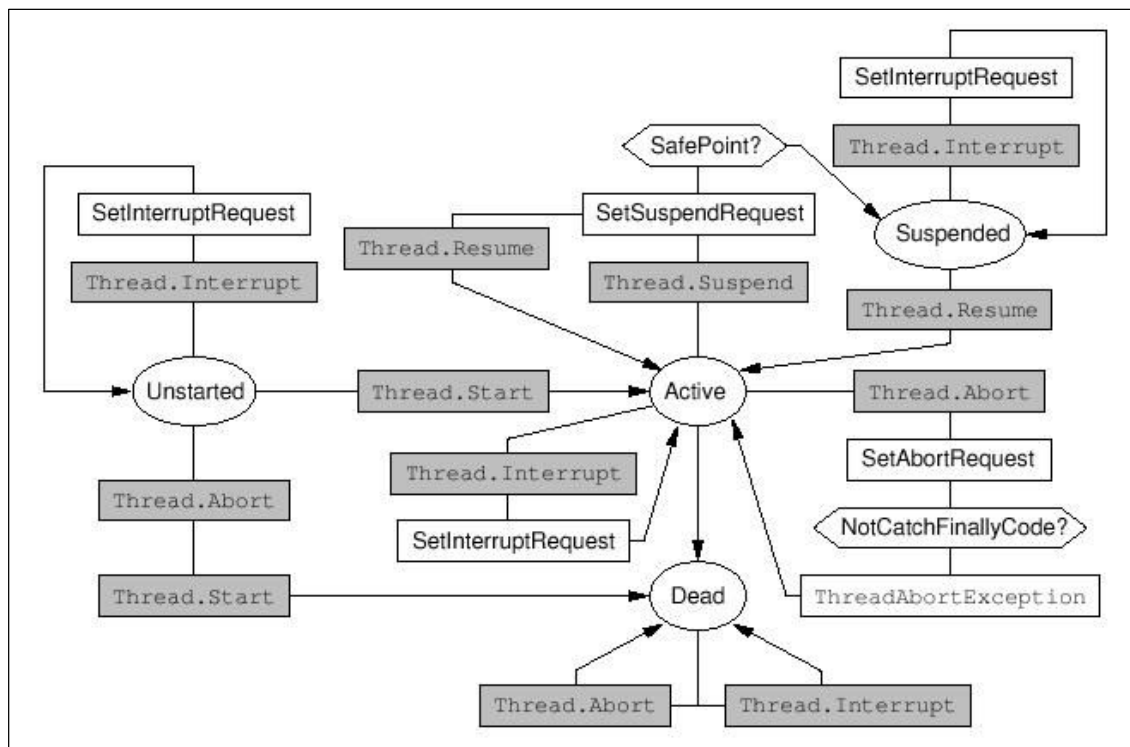 SetInterruptRequest
SafePoint?
Thread.Interrupt
SetInterruptRequest
SetSuspendRequest
Suspended
Thread.Resume
Thread.Interrupt
Thread.Suspend
Thread.Resume
Unstarted
Thread.Start
Active
Thread.Abort
Thread.Interrupt
SetAbortRequest
Thread.Abort
NotCatchFinallyCode?
SetInterruptRequest
Thread.Start
Dead
ThreadAbortException
Thread.Abort
Thread.Interrupt